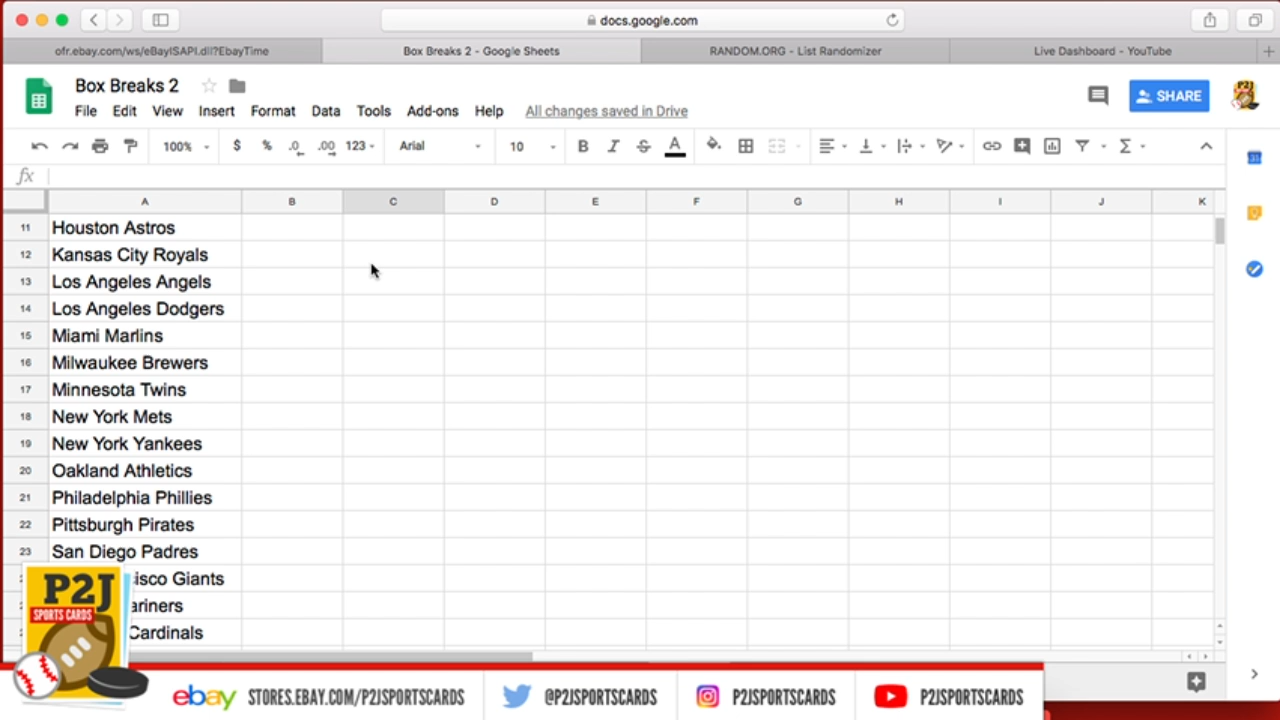 docs.google.com
ofr.ebay.com/ws/eBayISAPI.dll?EbayTime
Box Breaks 2 - Google Sheets
RANDOM.ORG - List Randomizer
Live Dashboard - YouTube
Box Breaks 2
SHARE
File Edit View Insert Format Data Tools Add-ons Help All changes saved in Drive
100% $ % .0 .00 123 Arial 10 B I S A Σ
fx
A B C D E F G H I J K
11 Houston Astros
12 Kansas City Royals
13 Los Angeles Angels
14 Los Angeles Dodgers
15 Miami Marlins
16 Milwaukee Brewers
17 Minnesota Twins
18 New York Mets
19 New York Yankees
20 Oakland Athletics
21 Philadelphia Phillies
22 Pittsburgh Pirates
23 San Diego Padres
isco Giants
ariners
Cardinals
P2J
SPORTS CARDS
ebay STORES.EBAY.COM/P2JSPORTSCARDS
@P2JSPORTSCARDS
P2JSPORTSCARDS
P2JSPORTSCARDS